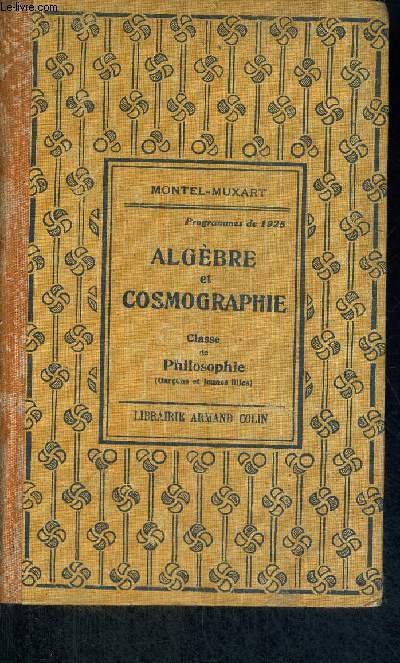 Le-livre.com
MONTEL-MUXART
Programmes de 1925
ALGÈBRE
et
COSMOGRAPHIE
Classe
de
Philosophie
(Garçons et jeunes filles)
LIBRAIRIE ARMAND COLIN